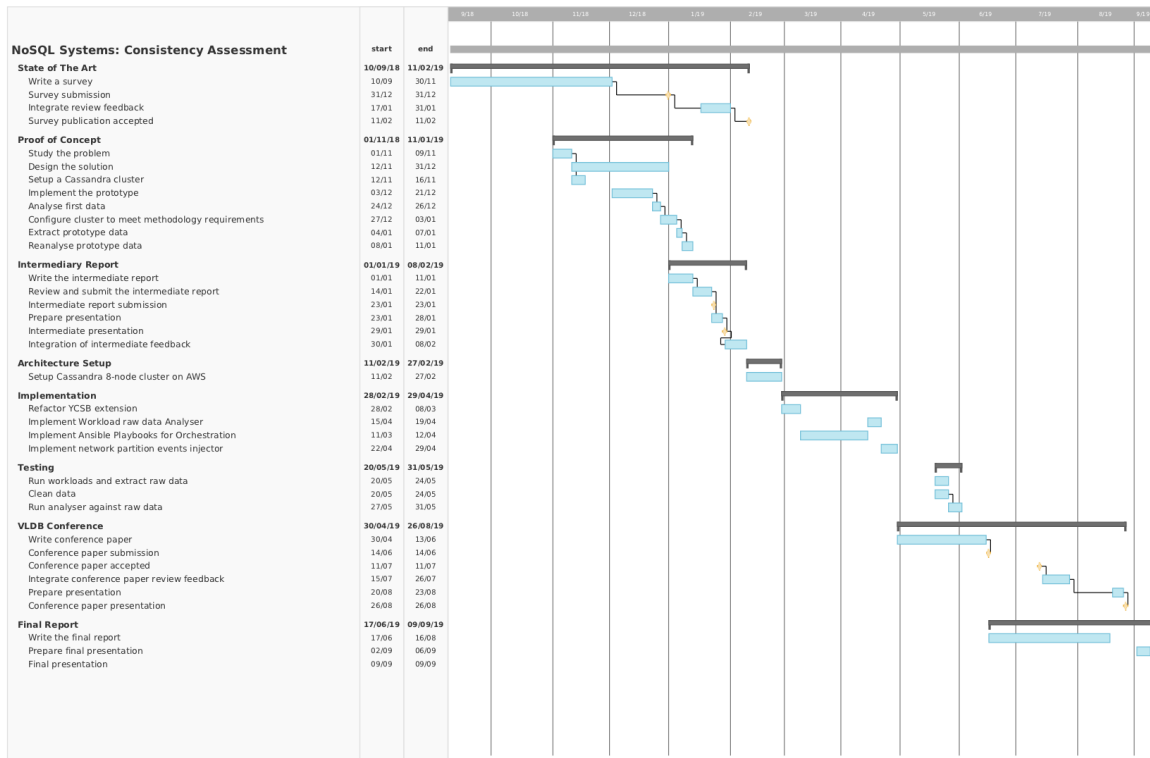 9/18 10/18 11/18 12/18 1/19 2/19 3/19 4/19 5/19 6/19 7/19 8/19 9/19
NoSQL Systems: Consistency Assessment start end
State of The Art 10/09/18 11/02/19
Write a survey 10/09 30/11
Survey submission 31/12 31/12
Integrate review feedback 17/01 31/01
Survey publication accepted 11/02 11/02
Proof of Concept 01/11/18 11/01/19
Study the problem 01/11 09/11
Design the solution 12/11 31/12
Setup a Cassandra cluster 12/11 16/11
Implement the prototype 03/12 21/12
Analyse first data 24/12 26/12
Configure cluster to meet methodology requirements 27/12 03/01
Extract prototype data 04/01 07/01
Reanalyse prototype data 08/01 11/01
Intermediary Report 01/01/19 08/02/19
Write the intermediate report 01/01 11/01
Review and submit the intermediate report 14/01 22/01
Intermediate report submission 23/01 23/01
Prepare presentation 23/01 28/01
Intermediate presentation 29/01 29/01
Integration of intermediate feedback 30/01 08/02
Architecture Setup 11/02/19 27/02/19
Setup Cassandra 8-node cluster on AWS 11/02 27/02
Implementation 28/02/19 29/04/19
Refactor YCSB extension 28/02 08/03
Implement Workload raw data Analyser 15/04 19/04
Implement Ansible Playbooks for Orchestration 11/03 12/04
Implement network partition events injector 22/04 29/04
Testing 20/05/19 31/05/19
Run workloads and extract raw data 20/05 24/05
Clean data 20/05 24/05
Run analyser against raw data 27/05 31/05
VLDB Conference 30/04/19 26/08/19
Write conference paper 30/04 13/06
Conference paper submission 14/06 14/06
Conference paper accepted 11/07 11/07
Integrate conference paper review feedback 15/07 26/07
Prepare presentation 20/08 23/08
Conference paper presentation 26/08 26/08
Final Report 17/06/19 09/09/19
Write the final report 17/06 16/08
Prepare final presentation 02/09 06/09
Final presentation 09/09 09/09